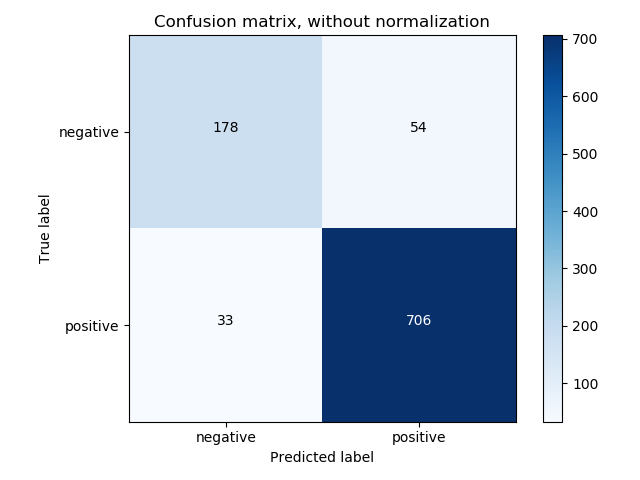 Confusion matrix, without normalization
True label
negative
178
54
positive
33
706
negative
positive
Predicted label
700
600
500
400
300
200
100